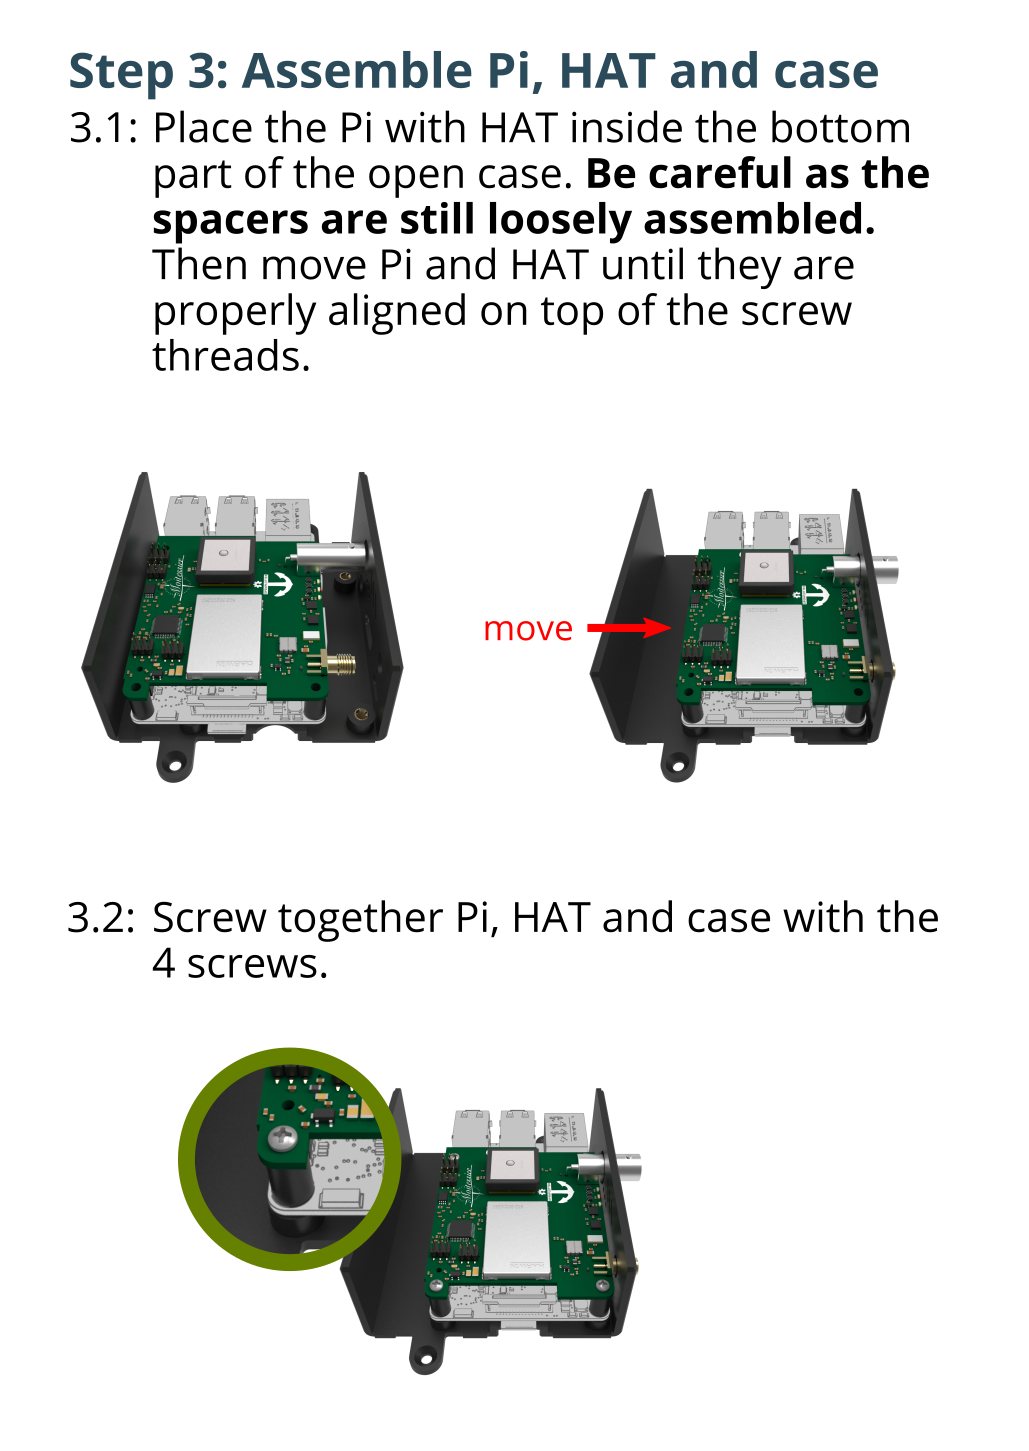 Step 3: Assemble Pi, HAT and case
3.1: Place the Pi with HAT inside the bottom
part of the open case. Be careful as the
spacers are still loosely assembled.
Then move Pi and HAT until they are
properly aligned on top of the screw
threads.
move
3.2: Screw together Pi, HAT and case with the
4 screws.